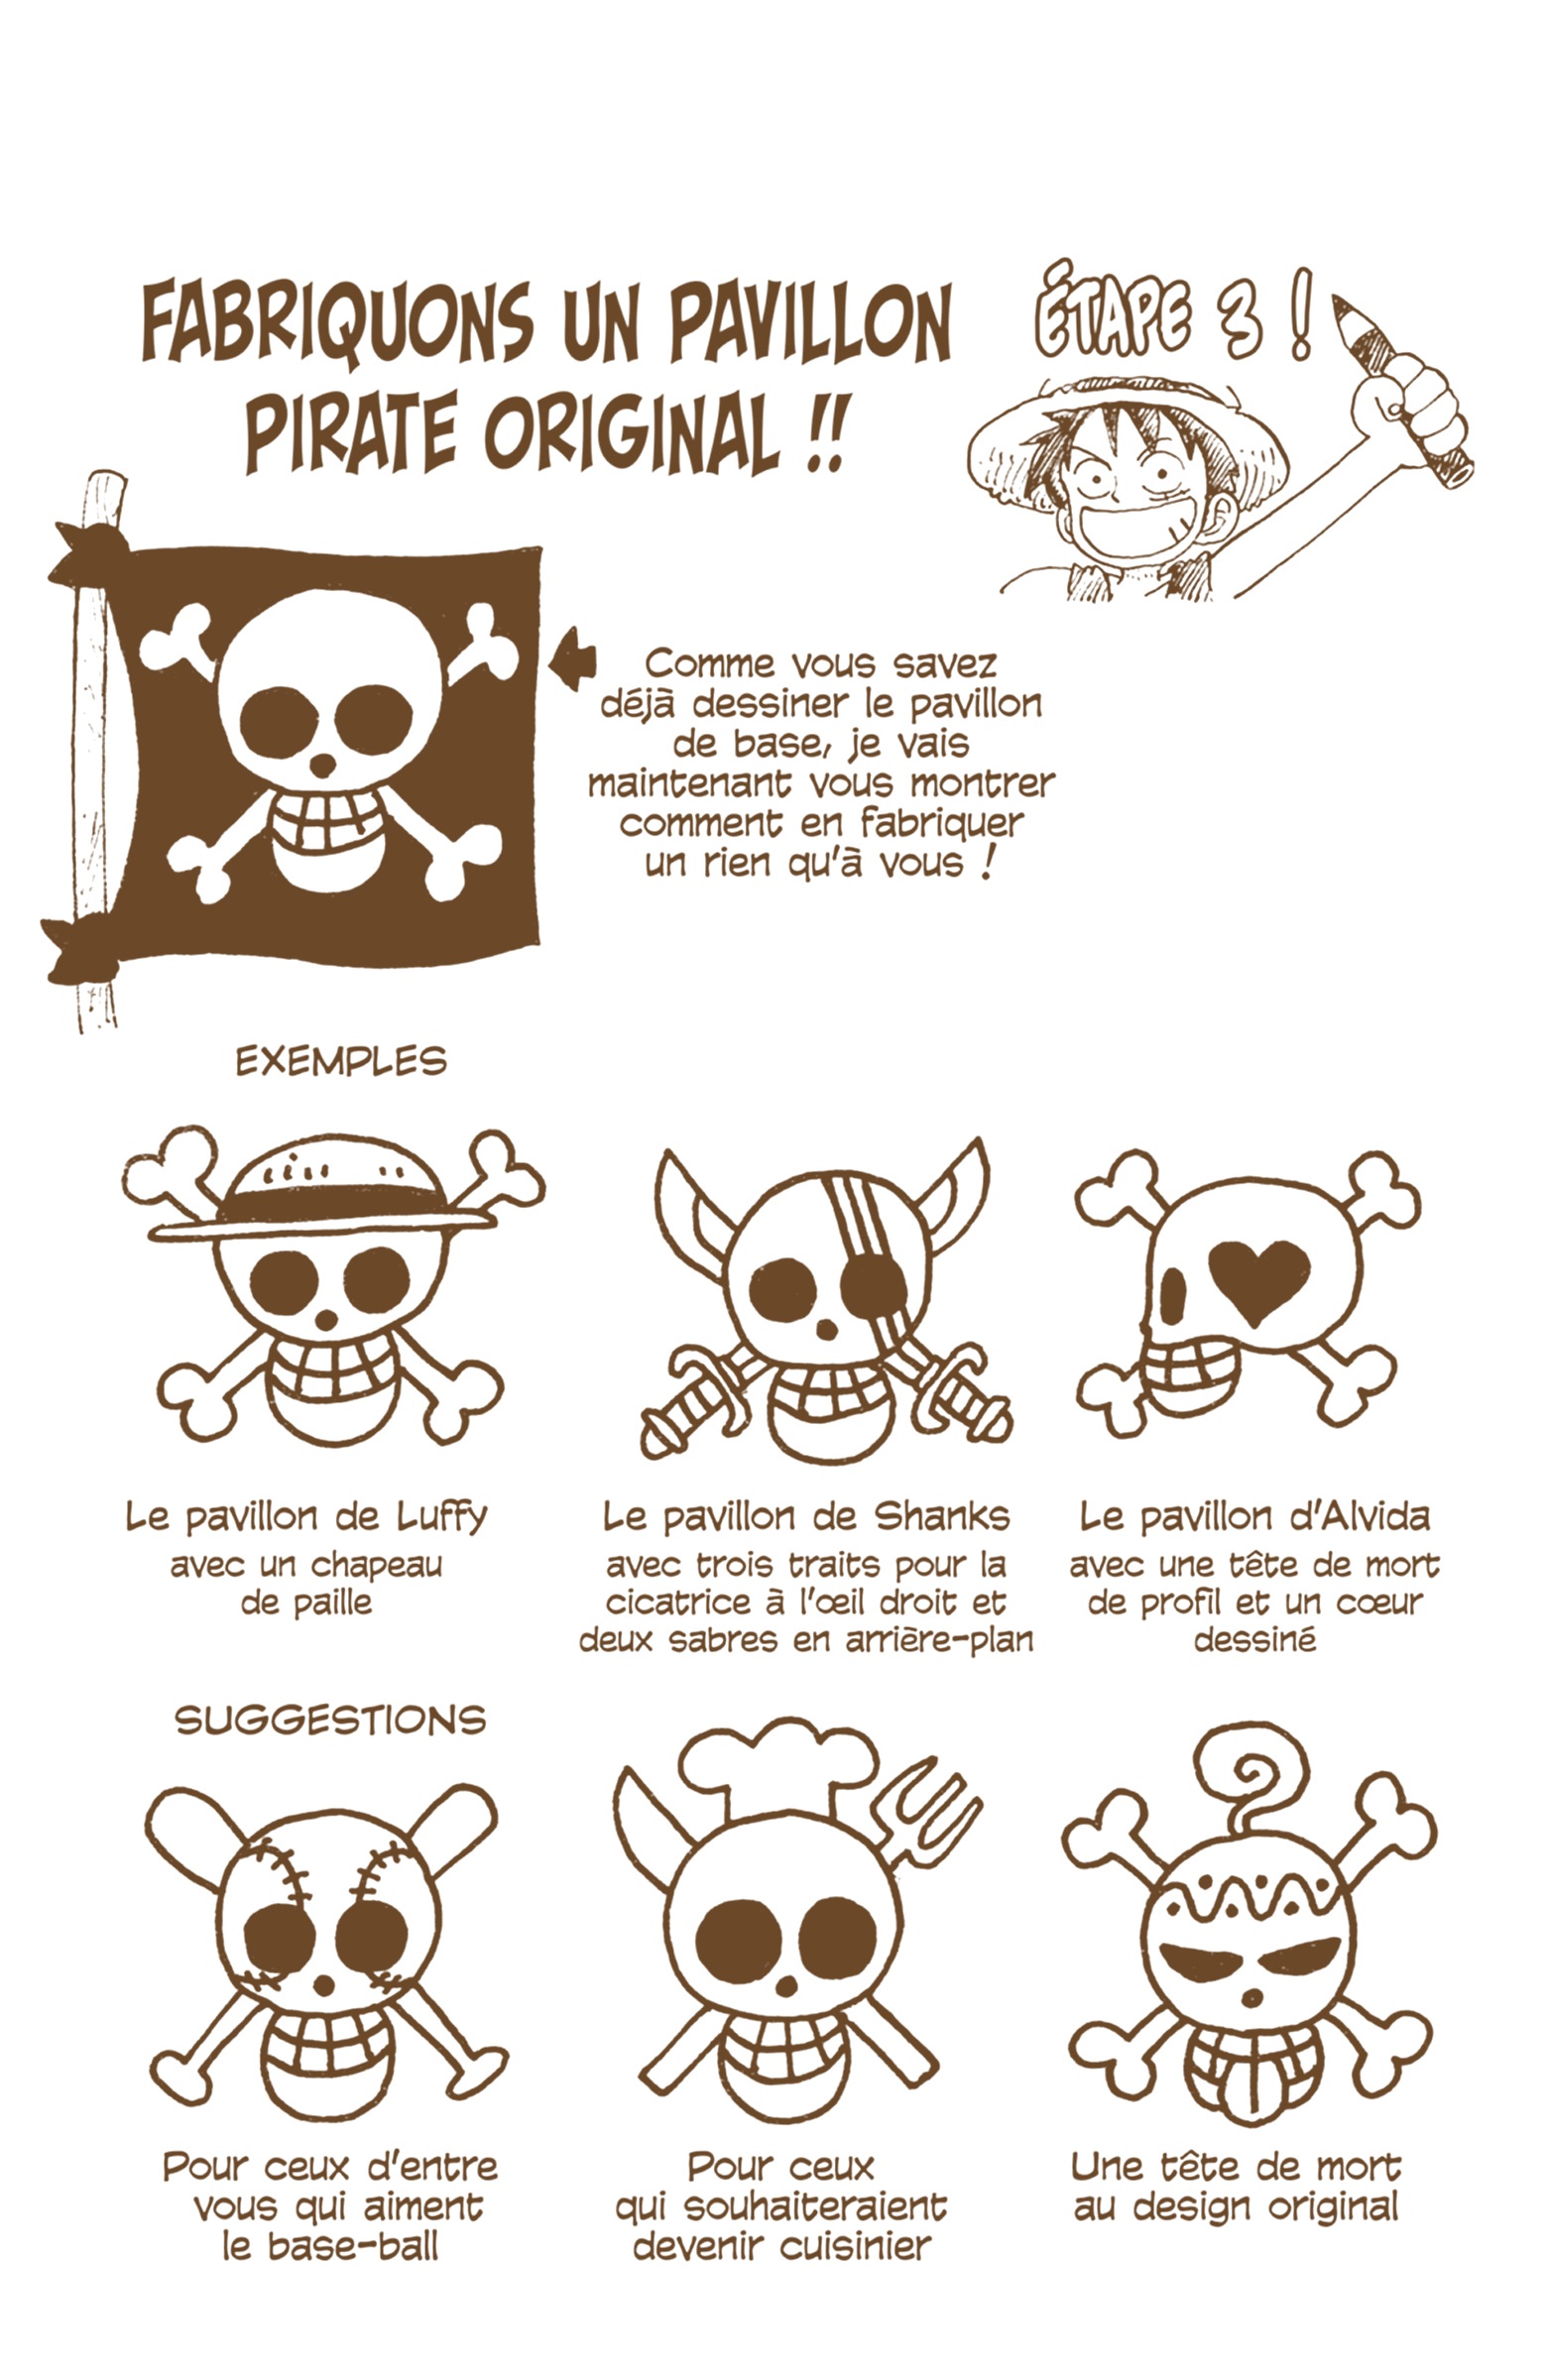 FABRIQUONS UN PAVILLON
PIRATE ORIGINAL !!
ÉTAPE 3 !
Comme vous savez
déjà dessiner le pavillon
de base, je vais
maintenant vous montrer
comment en fabriquer
un rien qu'à vous !
EXEMPLES
Le pavillon de Luffy
avec un chapeau
de paille
Le pavillon de Shanks
avec trois traits pour la
cicatrice à l'œil droit et
deux sabres en arrière-plan
Le pavillon d'Alvida
avec une tête de mort
de profil et un cœur
dessiné
SUGGESTIONS
Pour ceux d'entre
vous qui aiment
le base-ball
Pour ceux
qui souhaiteraient
devenir cuisinier
Une tête de mort
au design original